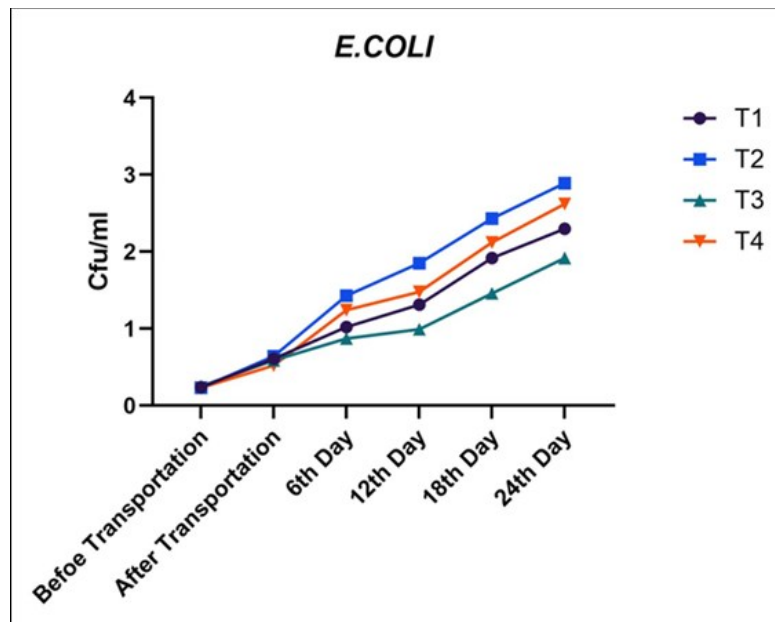 E.COLI
4
3
2
1
0
Cfu/ml
Befoe Transportation
After Transportation
6th Day
12th Day
18th Day
24th Day
T1
T2
T3
T4